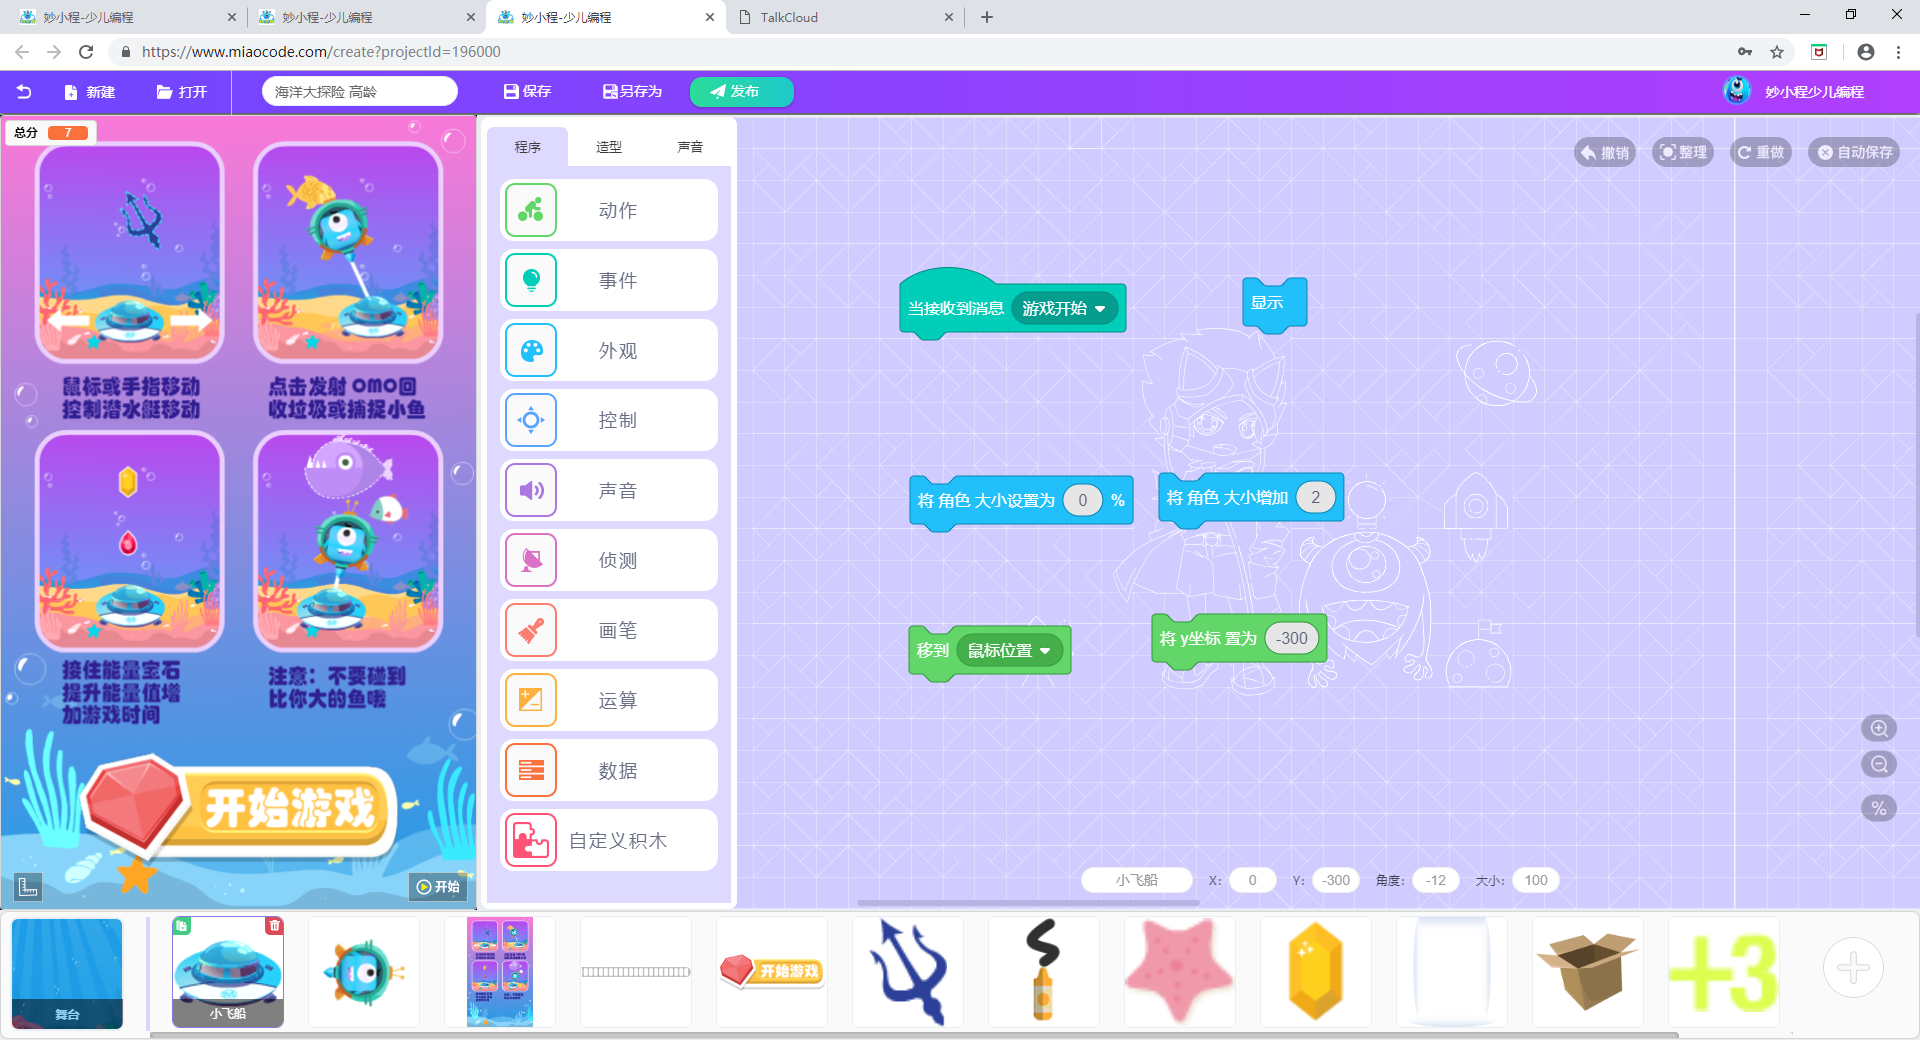 妙小程-少儿编程
妙小程-少儿编程
妙小程-少儿编程
TalkCloud
https://www.miaocode.com/create?projectId=196000
新建
打开
海洋大探险 高龄
保存
另存为
发布
妙小程少儿编程
总分 7
鼠标或手指移动
控制潜水艇移动
点击发射 OMO回
收垃圾或捕捉小鱼
接住能量宝石
提升能量值增
加游戏时间
注意：不要碰到
比你大的鱼哦
开始游戏
开始
程序
造型
声音
动作
事件
外观
控制
声音
侦测
画笔
运算
数据
自定义积木
撤销
整理
重做
自动保存
当接收到消息 游戏开始
显示
将 角色 大小设置为 0 %
将 角色 大小增加 2
移到 鼠标位置
将 y坐标 置为 -300
%
小飞船 X: 0 Y: -300 角度: -12 大小: 100
舞台
小飞船
开始游戏
+3